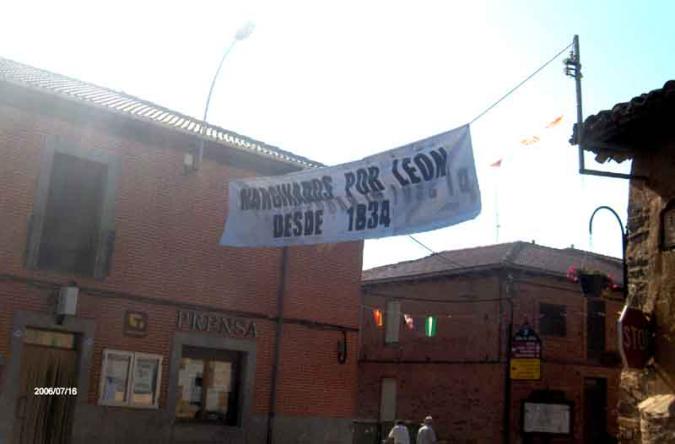 MARGINADOS POR LEON
DESDE 1834
PRENSA
STOP
2006/07/16